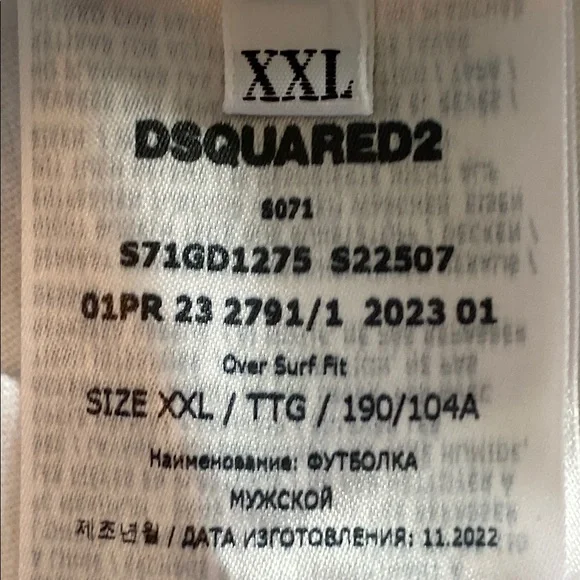 XXL
DSQUARED2
S071
S71GD1275 S22507
01PR 23 2791/1 2023 01
Over Surf Fit
SIZE XXL / TTG / 190/104A
Наименование: ФУТБОЛКА
МУЖСКОЙ
제조년월 / ДАТА ИЗГОТОВЛЕНИЯ: 11.2022